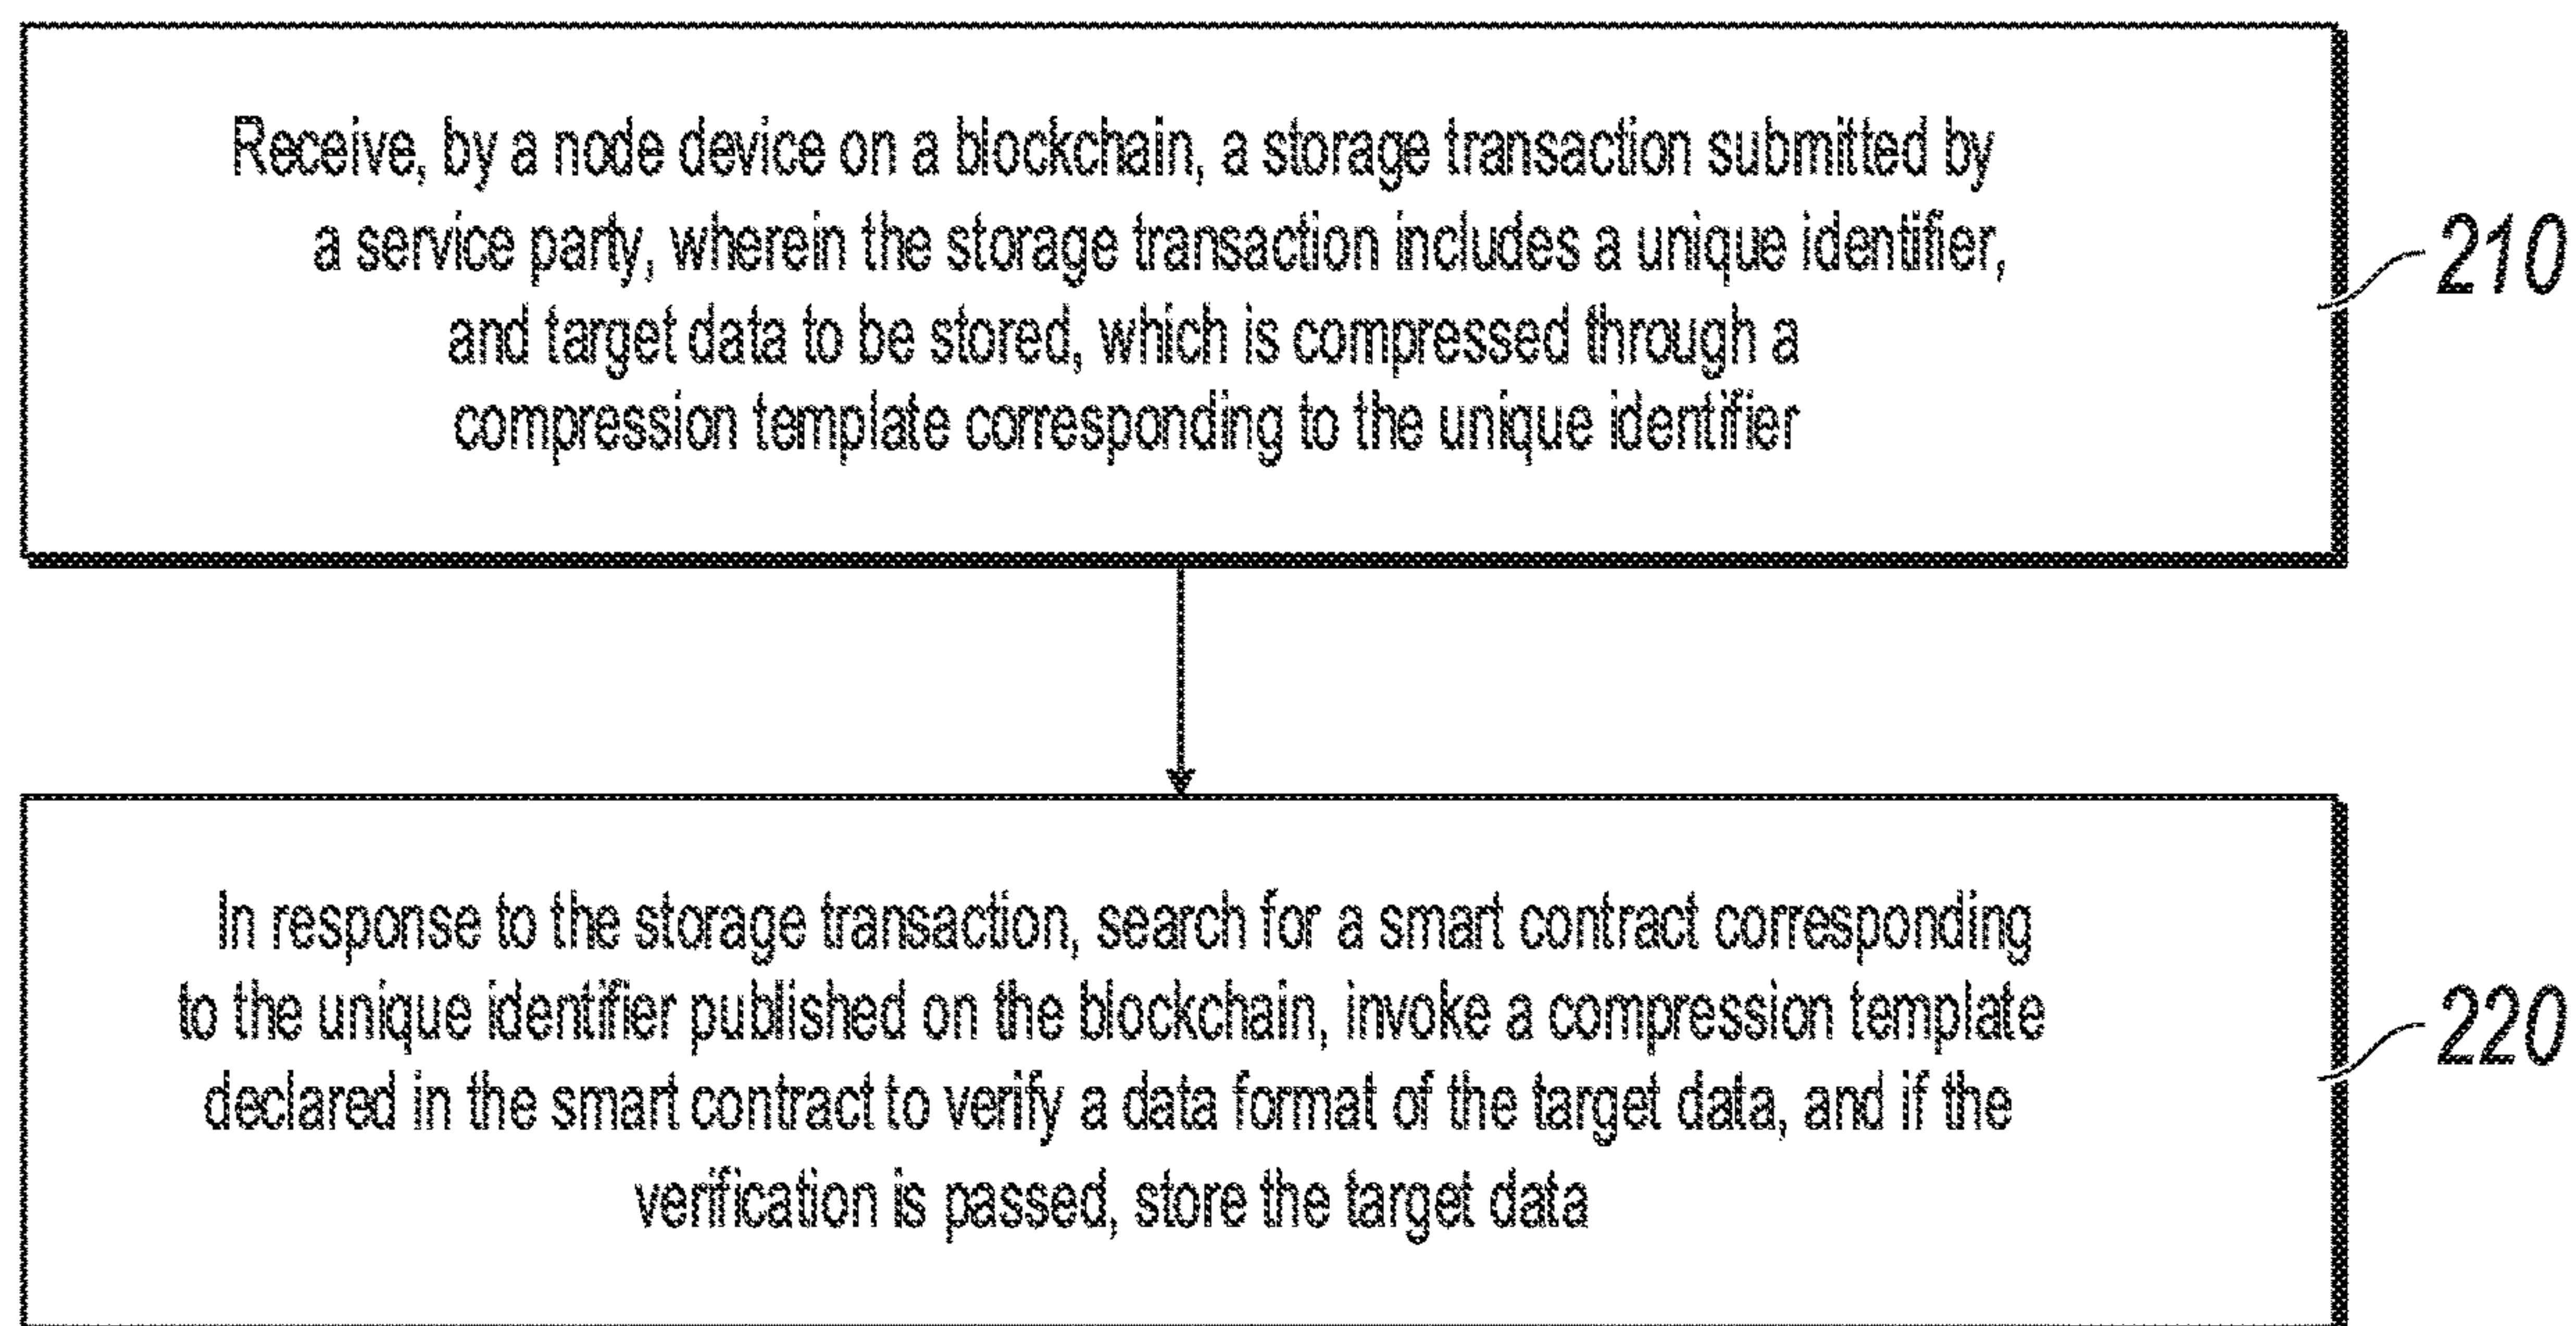 Receive, by a node device on a blockchain, a storage transaction submitted by
a service party, wherein the storage transaction includes a unique identifier,
and target data to be stored, which is compressed through a
compression template corresponding to the unique identifier
210
In response to the storage transaction, search for a smart contract corresponding
to the unique identifier published on the blockchain, invoke a compression template
declared in the smart contract to verify a data format of the target data, and if the
verification is passed, store the target data
220